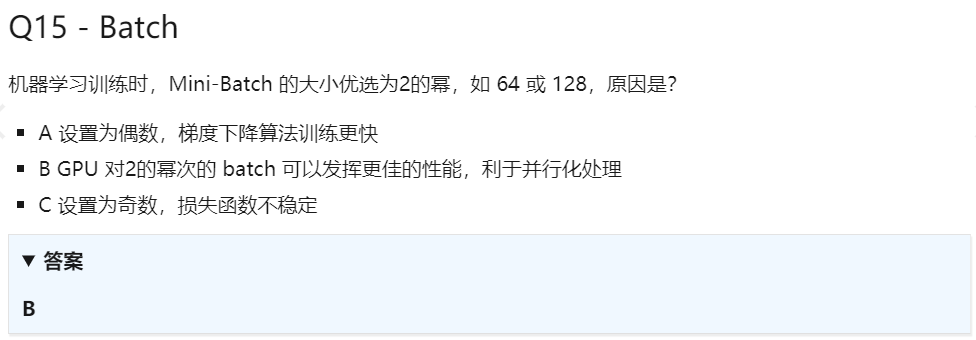 Q15 - Batch
机器学习训练时，Mini-Batch 的大小优选为2的幂，如 64 或 128，原因是？
A 设置为偶数，梯度下降算法训练更快
B GPU 对2的幂次的 batch 可以发挥更佳的性能，利于并行化处理
C 设置为奇数，损失函数不稳定
答案
B